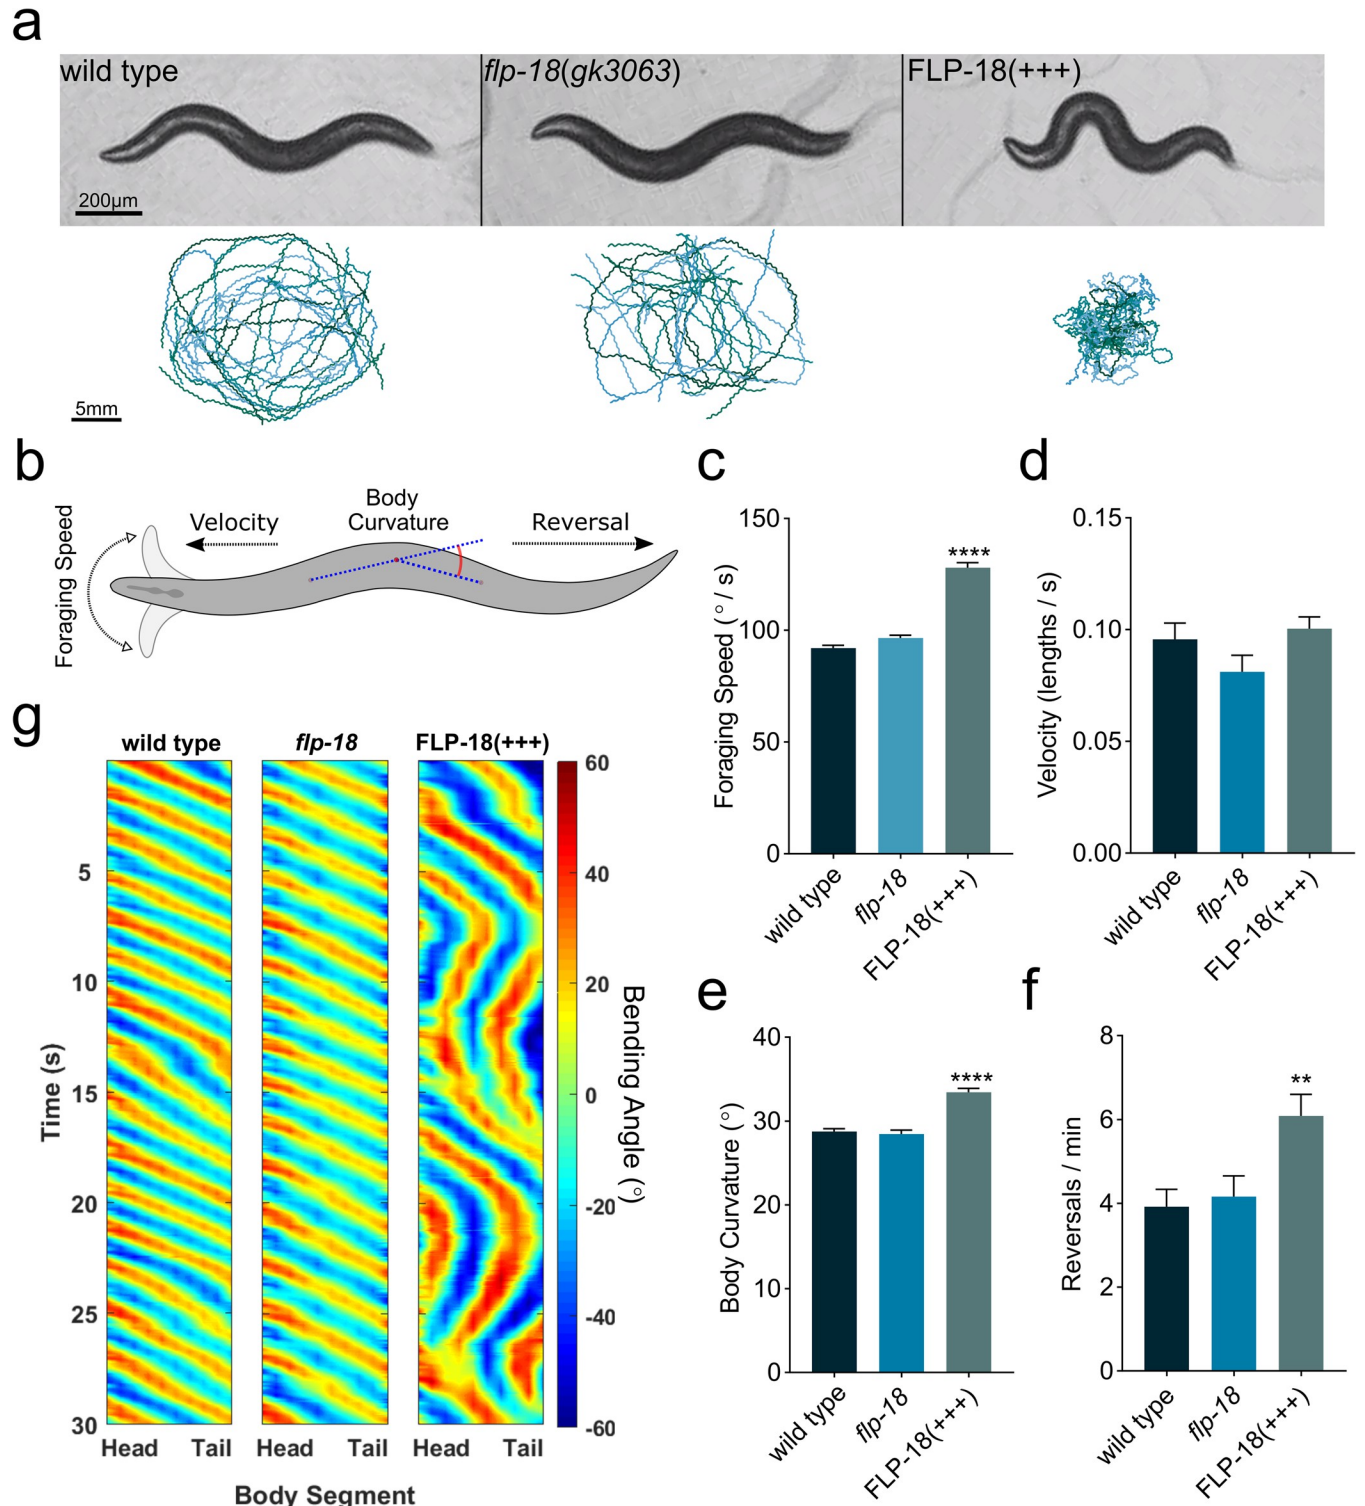 a
wild type
flp-18(gk3063)
FLP-18(+++)
200µm
5mm
b
Foraging Speed
Velocity
Body
Curvature
Reversal
c
Foraging Speed (° / s)
150
100
50
0
****
wild type
flp-18
FLP-18(+++)
d
Velocity (lengths / s)
0.15
0.10
0.05
0.00
wild type
flp-18
FLP-18(+++)
e
Body Curvature (°)
40
30
20
10
0
****
wild type
flp-18
FLP-18(+++)
f
Reversals / min
8
6
4
2
0
**
wild type
flp-18
FLP-18(+++)
g
wild type
flp-18
FLP-18(+++)
Time (s)
5
10
15
20
25
30
Head Tail
Head Tail
Head Tail
Body Segment
60
40
20
0
-20
-40
-60
Bending Angle (°)